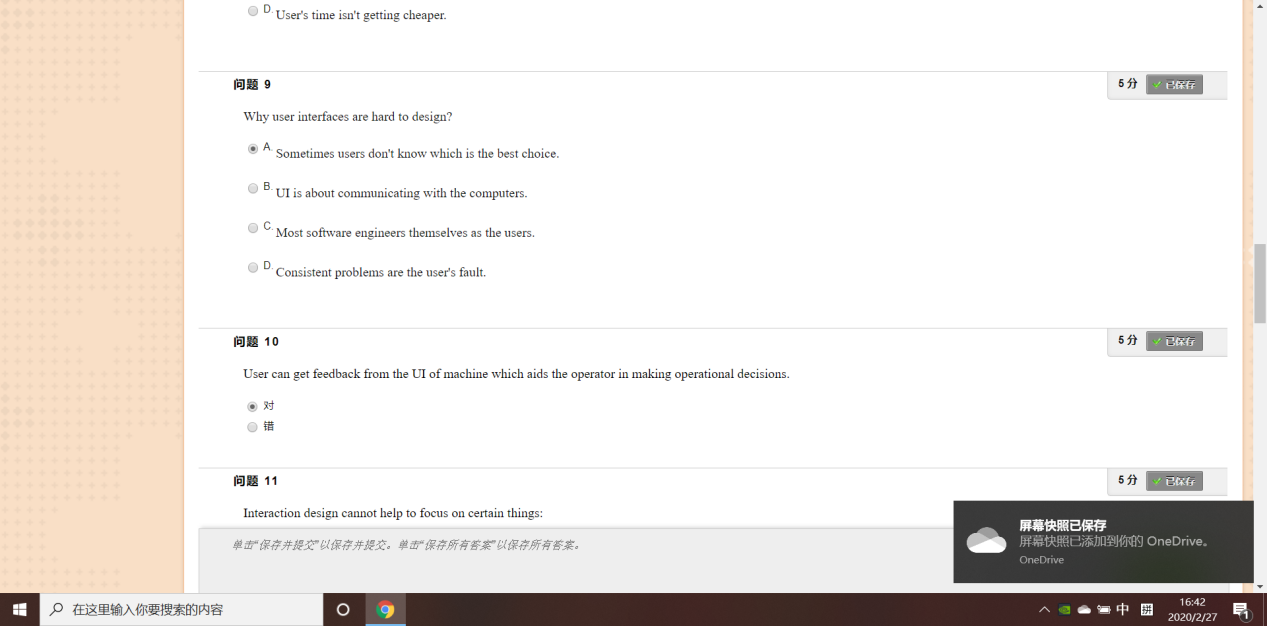 D. User's time isn't getting cheaper.
问题 9
5 分
已保存
Why user interfaces are hard to design?
A. Sometimes users don't know which is the best choice.
B. UI is about communicating with the computers.
C. Most software engineers themselves as the users.
D. Consistent problems are the user's fault.
问题 10
5 分
已保存
User can get feedback from the UI of machine which aids the operator in making operational decisions.
对
错
问题 11
5 分
已保存
Interaction design cannot help to focus on certain things:
单击“保存并提交”以保存并提交。单击“保存所有答案”以保存所有答案。
屏幕快照已保存
屏幕快照已添加到你的 OneDrive。
OneDrive
在这里输入你要搜索的内容
中
拼
16:42
2020/2/27
1